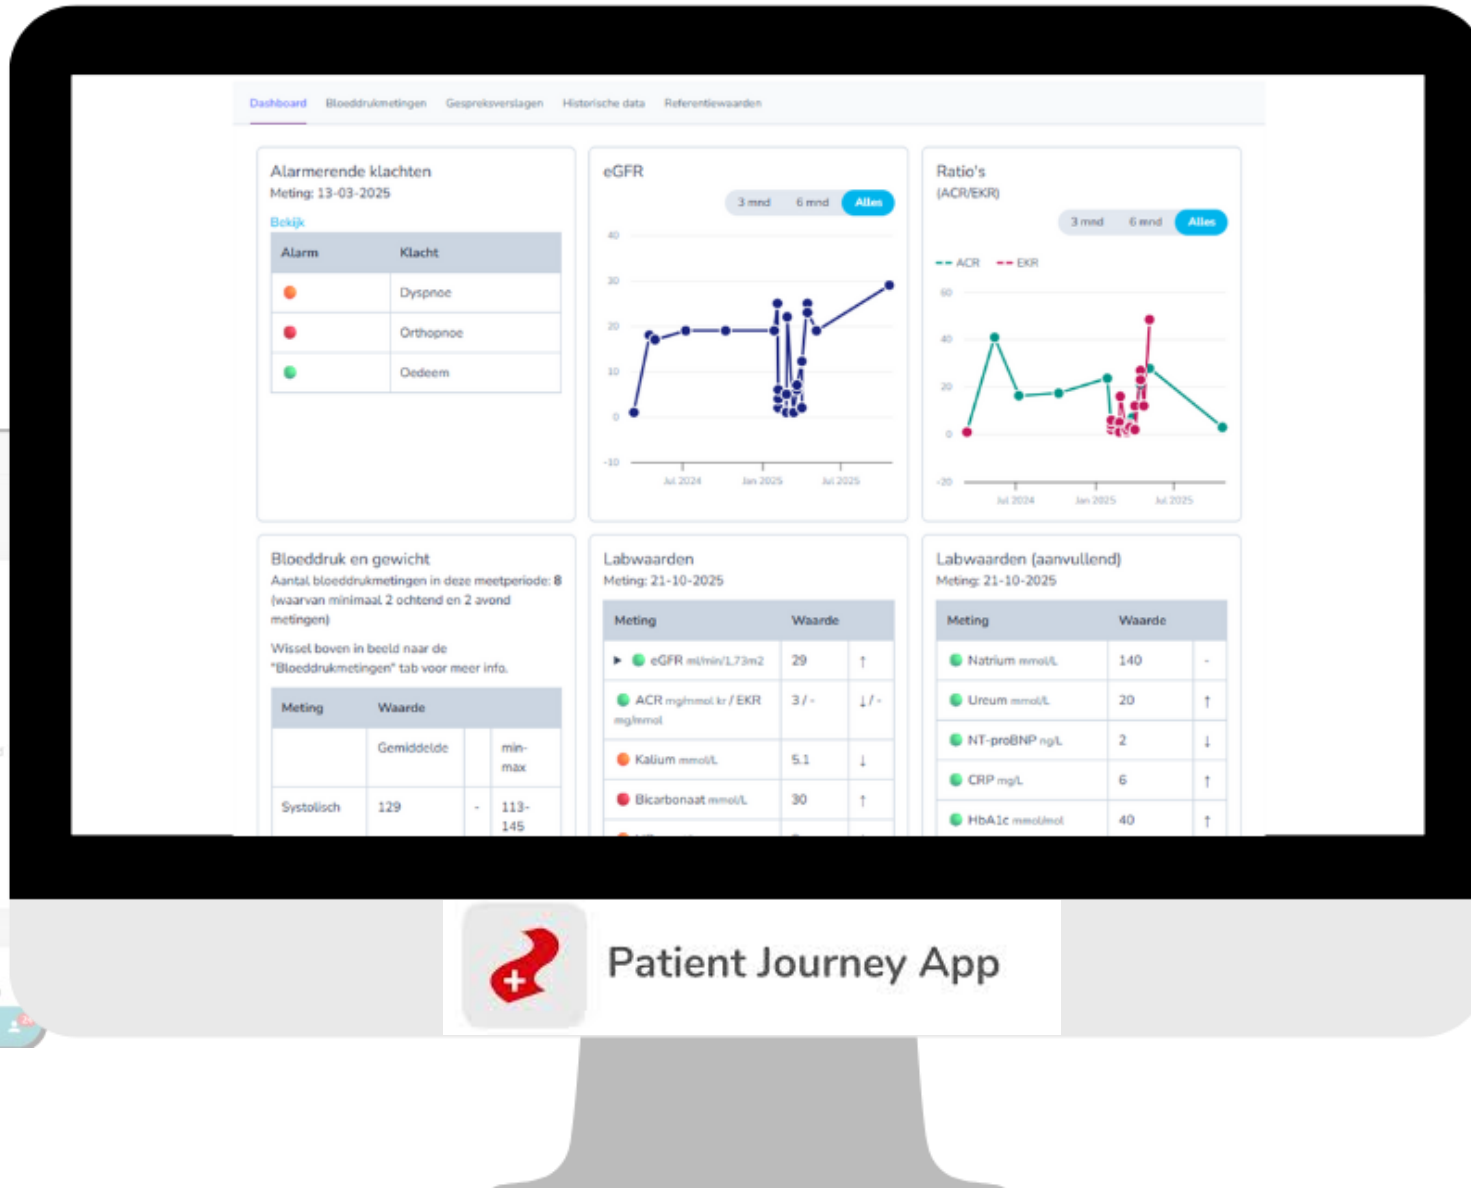 Dashboard Bloeddrukmetingen Gespreksverslagen Historische data Referentiewaarden
Alarmerende klachten
Meting: 13-03-2025
Bekijk
Alarm Klacht
Dyspnoe
Orthopnoe
Oedeem
eGFR
3 mnd 6 mnd Alles
40
30
20
10
0
-10
Jul 2024 Jan 2025 Jul 2025
Ratio's
(ACR/EKR)
3 mnd 6 mnd Alles
ACR EKR
60
40
20
0
-20
Jul 2024 Jan 2025 Jul 2025
Bloeddruk en gewicht
Aantal bloeddrukmetingen in deze meetperiode: 8
(waarvan minimaal 2 ochtend en 2 avond
metingen)
Wissel boven in beeld naar de
"Bloeddrukmetingen" tab voor meer info.
Meting Waarde
Gemiddelde min-
max
Systolisch 129 - 113-
145
Labwaarden
Meting: 21-10-2025
Meting Waarde
eGFR ml/min/1,73m2 29 ↑
ACR mg/mmol kr / EKR 3 / - ↓ / -
mg/mmol
Kalium mmol/L 5.1 ↓
Bicarbonaat mmol/L 30 ↑
Labwaarden (aanvullend)
Meting: 21-10-2025
Meting Waarde
Natrium mmol/L 140 -
Ureum mmol/L 20 ↑
NT-proBNP ng/L 2 ↓
CRP mg/L 6 ↑
HbA1c mmol/mol 40 ↑
Patient Journey App